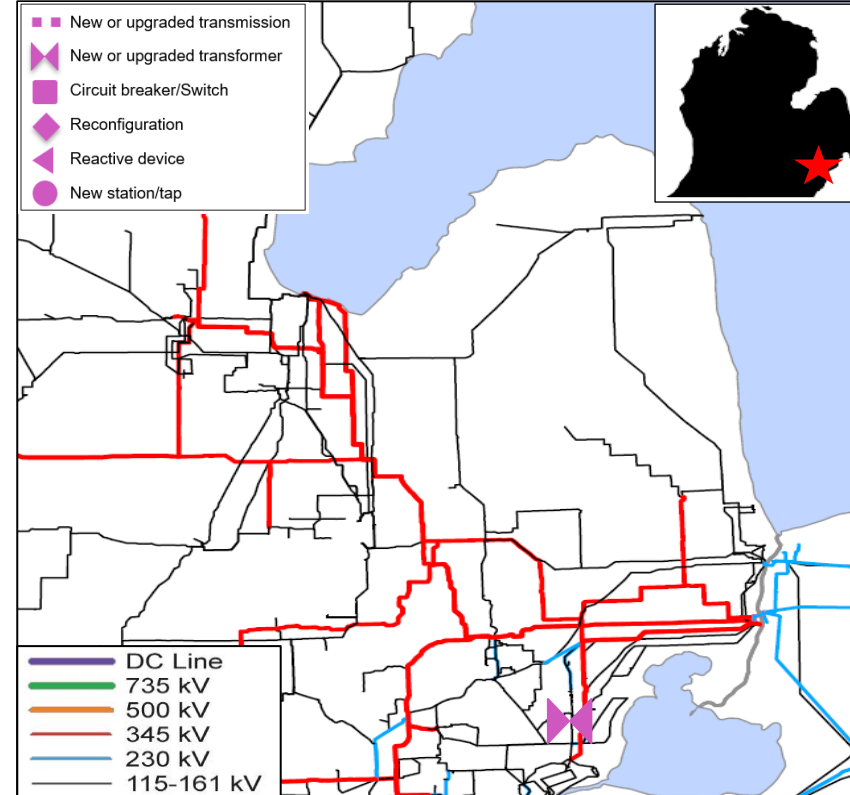 New or upgraded transmission
New or upgraded transformer
Circuit breaker/Switch
Reconfiguration
Reactive device
New station/tap
DC Line
735 kV
500 kV
345 kV
230 kV
115-161 kV